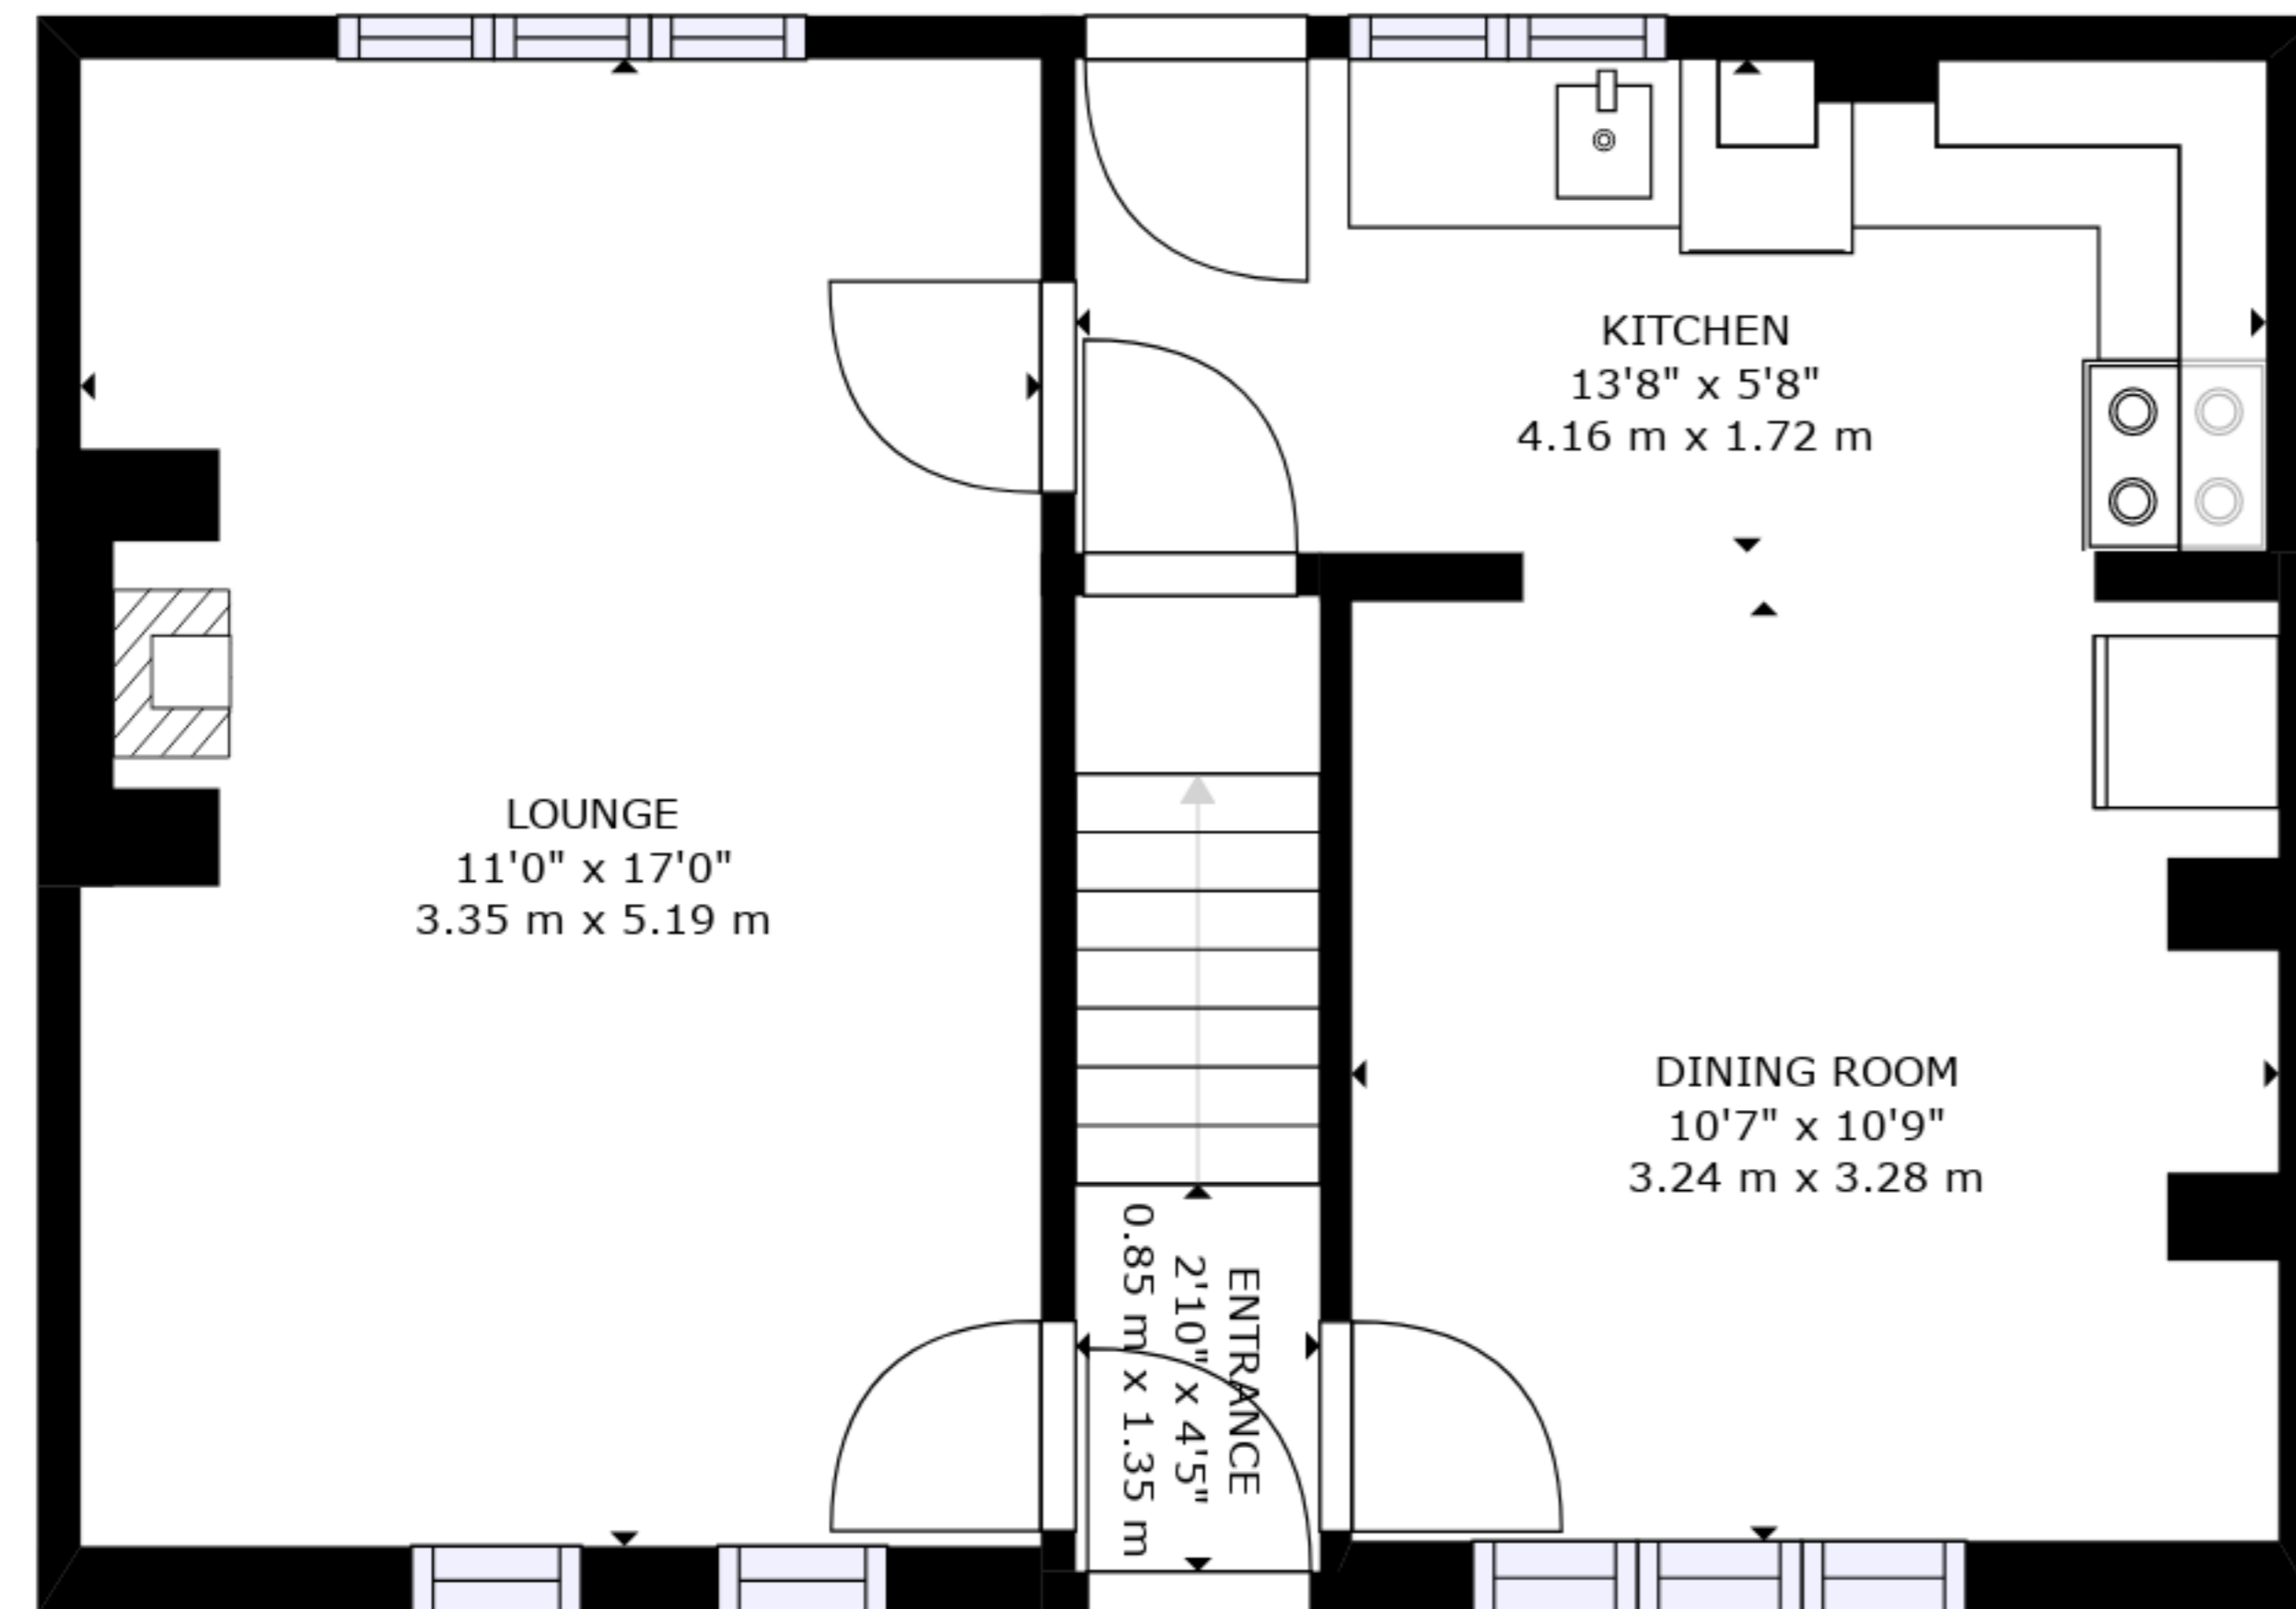 KITCHEN
13'8" x 5'8"
4.16 m x 1.72 m
LOUNGE
11'0" x 17'0"
3.35 m x 5.19 m
DINING ROOM
10'7" x 10'9"
3.24 m x 3.28 m
ENTRANCE
2'10" x 4'5"
0.85 m x 1.35 m